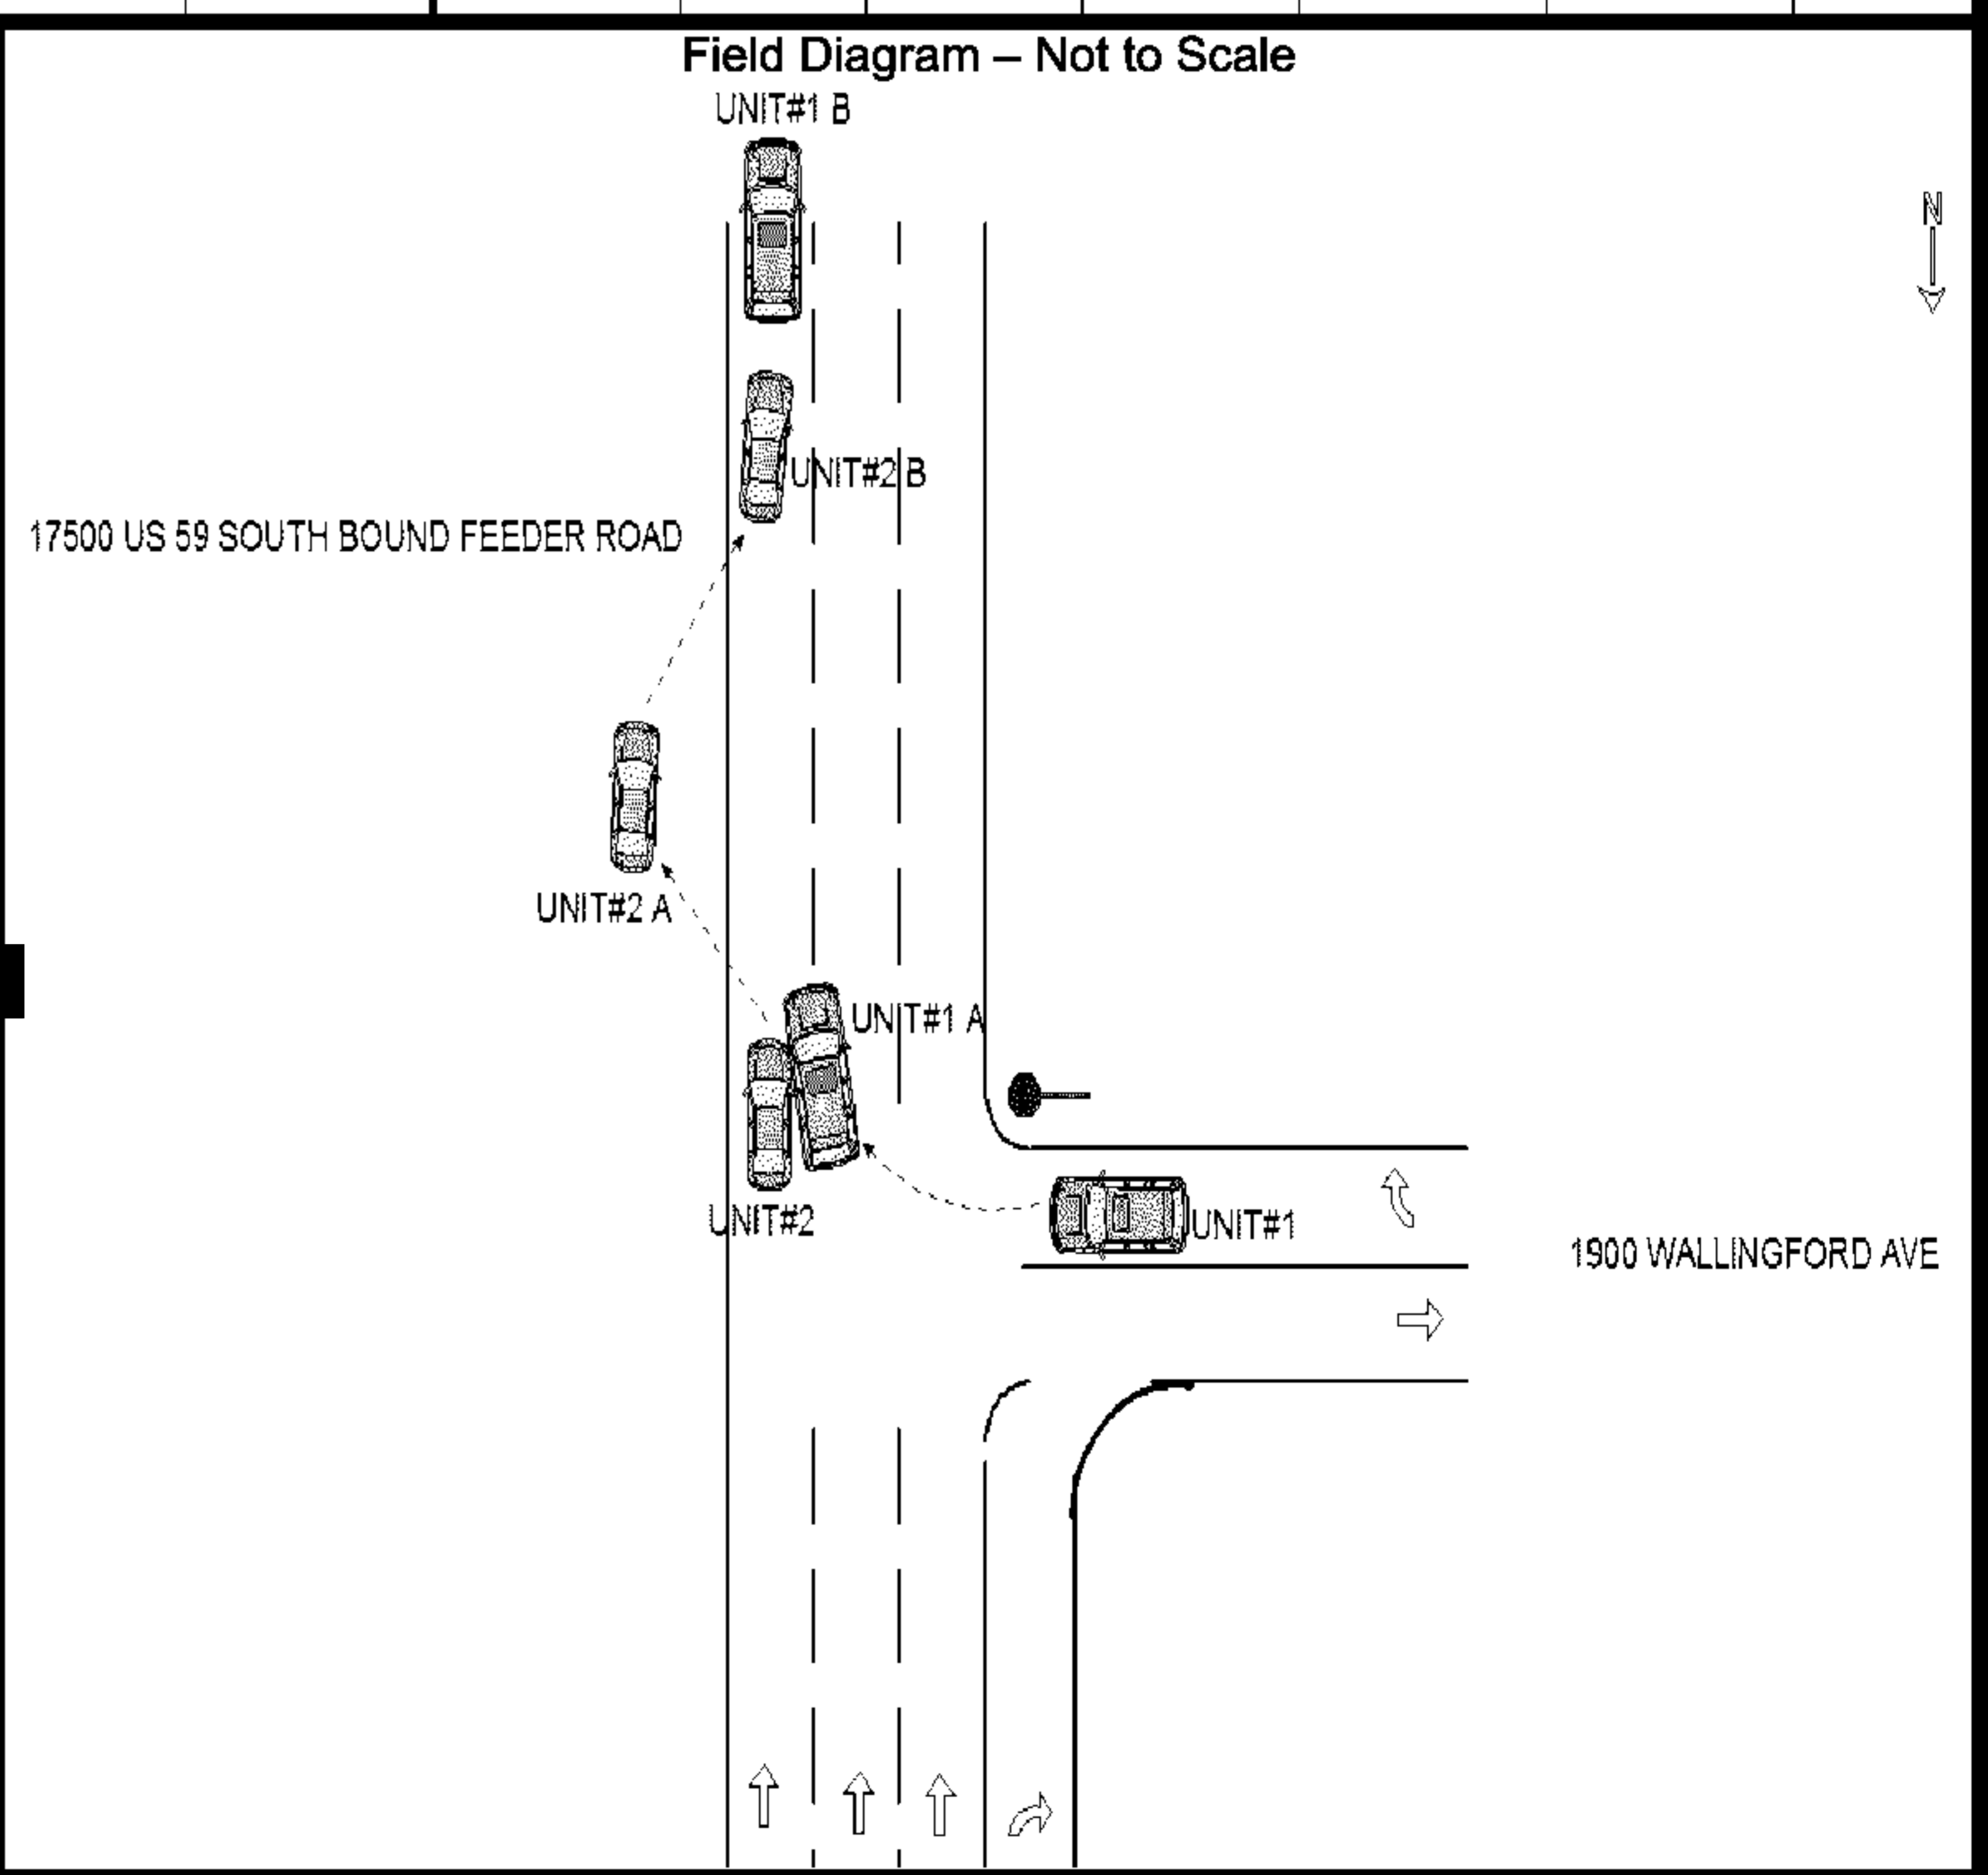 Field Diagram – Not to Scale
UNIT#1 B
N
UNIT#2 B
17500 US 59 SOUTH BOUND FEEDER ROAD
UNIT#2 A
UNIT#1 A
UNIT#2
UNIT#1
1900 WALLINGFORD AVE